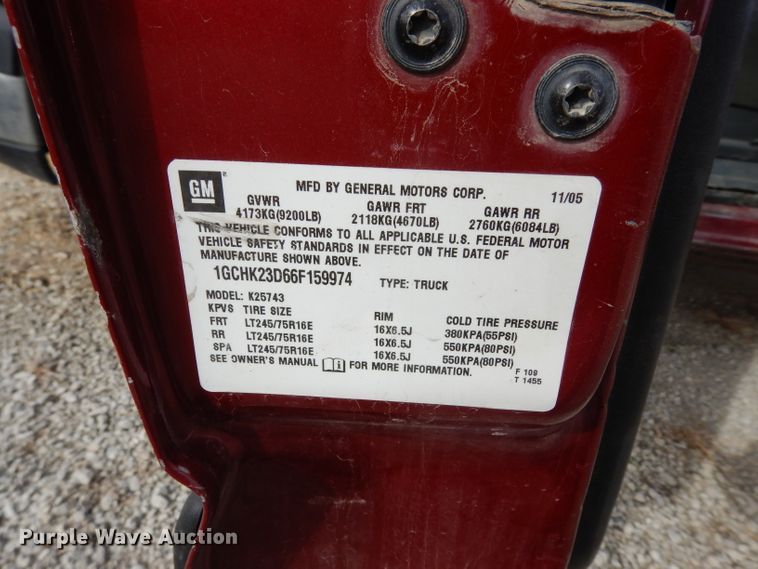 GM ®
MFD BY GENERAL MOTORS CORP. 11/05
GVWR GAWR FRT GAWR RR
4173KG(9200LB) 2118KG(4670LB) 2760KG(6084LB)
THIS VEHICLE CONFORMS TO ALL APPLICABLE U.S. FEDERAL MOTOR
VEHICLE SAFETY STANDARDS IN EFFECT ON THE DATE OF
MANUFACTURE SHOWN ABOVE.
1GCHK23D66F159974 TYPE: TRUCK
MODEL: K25743
KPVS TIRE SIZE RIM COLD TIRE PRESSURE
FRT LT245/75R16E 16X6.5J 380KPA(55PSI)
RR LT245/75R16E 16X6.5J 550KPA(80PSI)
SPA LT245/75R16E 16X6.5J 550KPA(80PSI)
SEE OWNER'S MANUAL FOR MORE INFORMATION.
F 109
T 1455
Purple Wave Auction